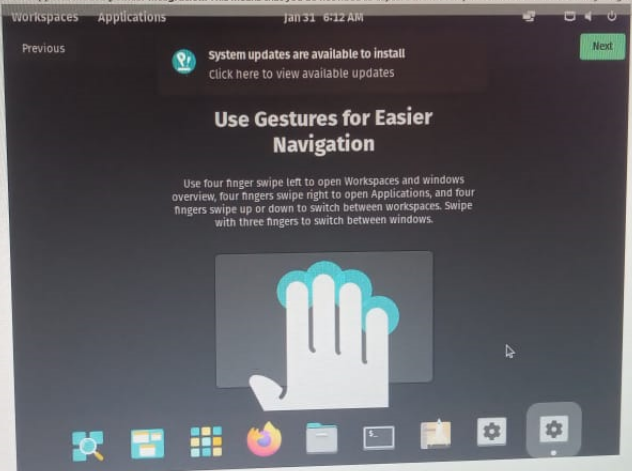 Workspaces Applications Jan 31 6:12 AM
Previous
System updates are available to install
Click here to view available updates
Next
Use Gestures for Easier
Navigation
Use four finger swipe left to open Workspaces and windows
overview, four fingers swipe right to open Applications, and four
fingers swipe up or down to switch between workspaces. Swipe
with three fingers to switch between windows.